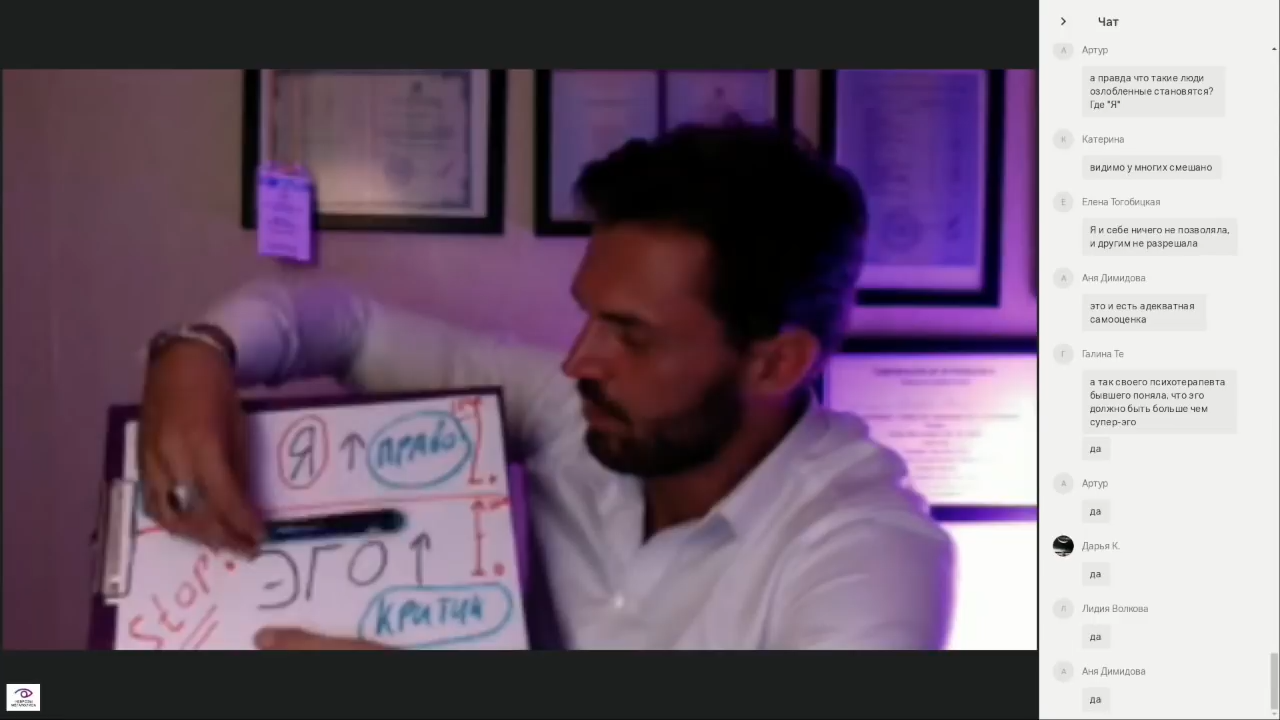 Чат
Артур
а правда что такие люди
озлобленные становятся?
Где "Я"
Катерина
видимо у многих смешано
Елена Тогобицкая
Я и себе ничего не позволяла,
и другим не разрешала
Аня Димидова
это и есть адекватная
самооценка
Галина Те
а так своего психотерапевта
бывшего поняла, что эго
должно быть больше чем
супер-эго
да
Артур
да
Дарья К.
да
Лидия Волкова
да
Аня Димидова
да
Я
Stop!
ЭГО
критик